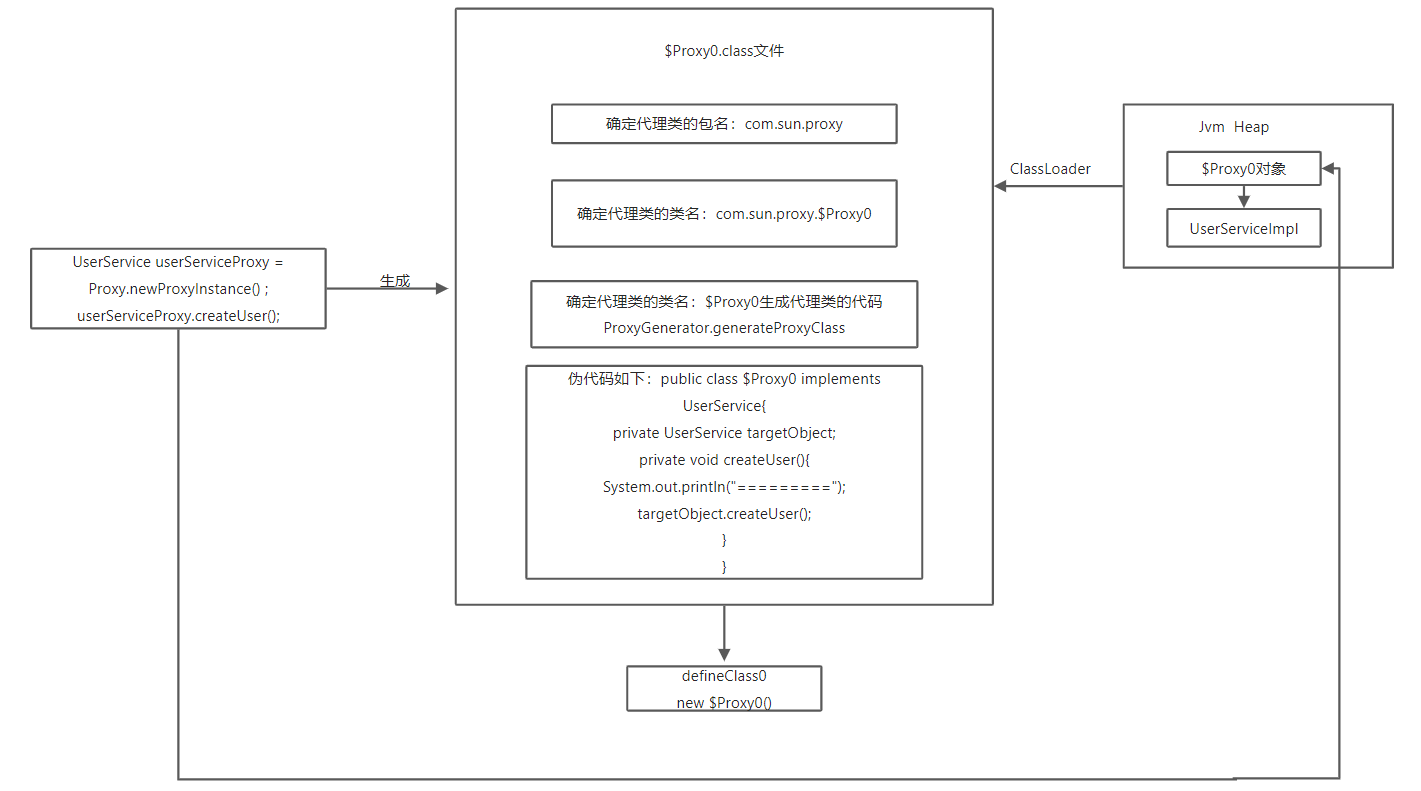 $Proxy0.class文件
确定代理类的包名：com.sun.proxy
确定代理类的类名：com.sun.proxy.$Proxy0
确定代理类的类名：$Proxy0生成代理类的代码
ProxyGenerator.generateProxyClass
伪代码如下：public class $Proxy0 implements
UserService{
private UserService targetObject;
private void createUser(){
System.out.println("=========");
targetObject.createUser();
}
}
UserService userServiceProxy =
Proxy.newProxyInstance() ;
userServiceProxy.createUser();
生成
ClassLoader
Jvm  Heap
$Proxy0对象
UserServiceImpl
defineClass0
new $Proxy0()